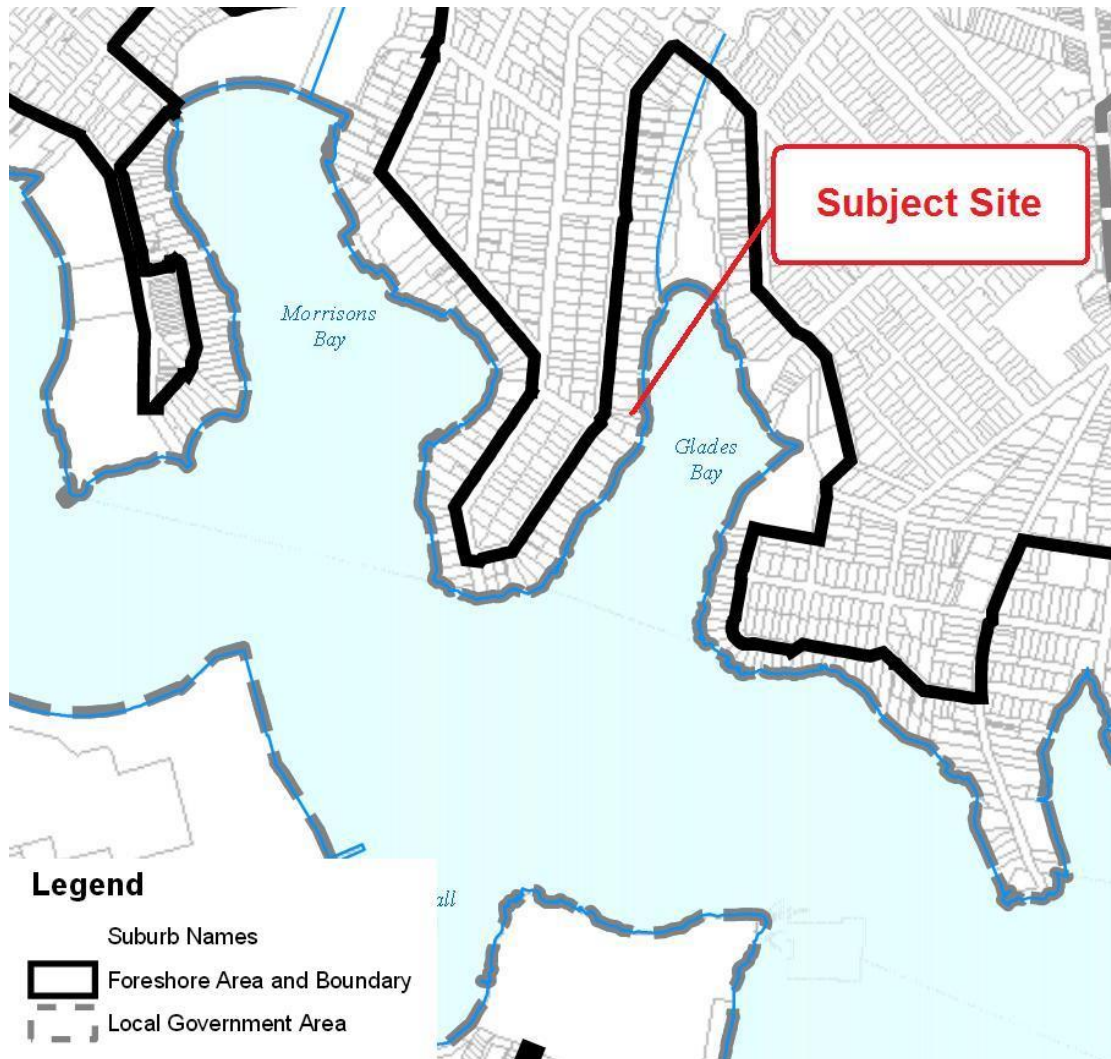 Subject Site
Morrisons
Bay
Glades
Bay
Legend
Suburb Names
Foreshore Area and Boundary
Local Government Area